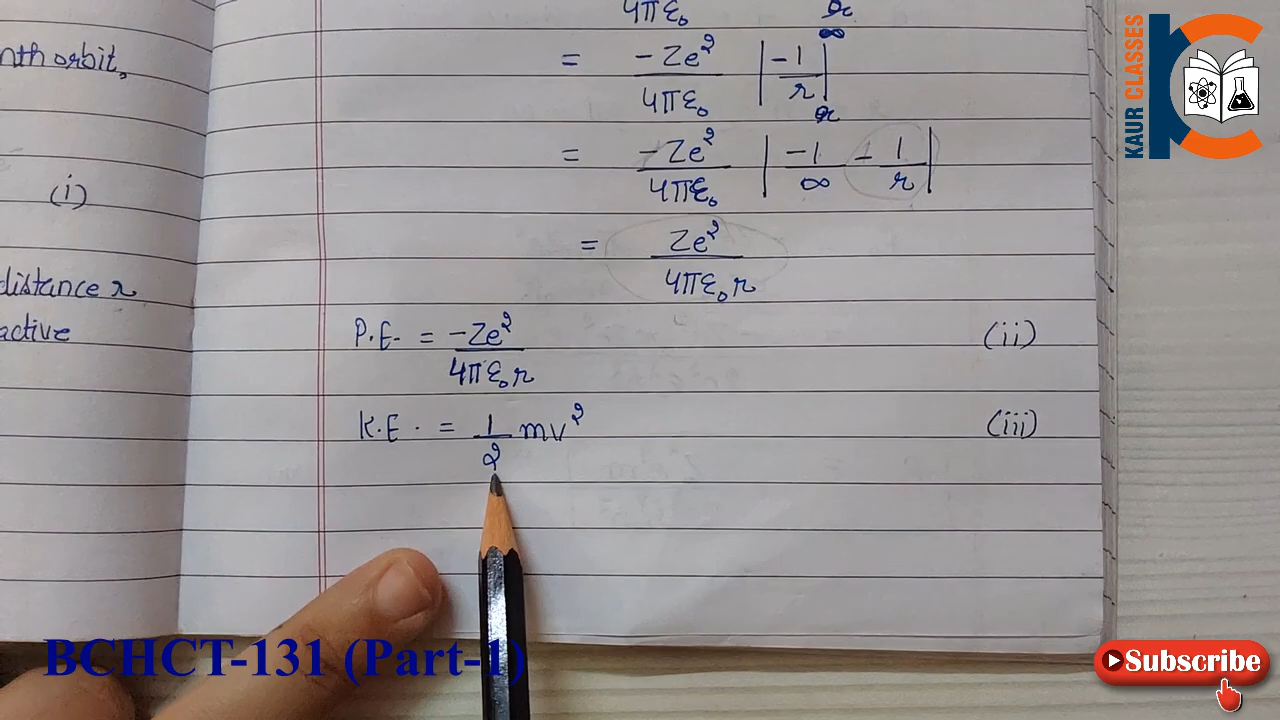 4πε₀ r
nth orbit,
= -Ze² / 4πε₀ |-1/r|∞ r
= -Ze² / 4πε₀ |-1/∞ - 1/r|
(i)
= Ze² / 4πε₀r
distance r
active
P.E. = -Ze² / 4πε₀r (ii)
K.E. = 1/2 mv² (iii)
KAUR CLASSES
BCHCT-131 (Part-1)
Subscribe